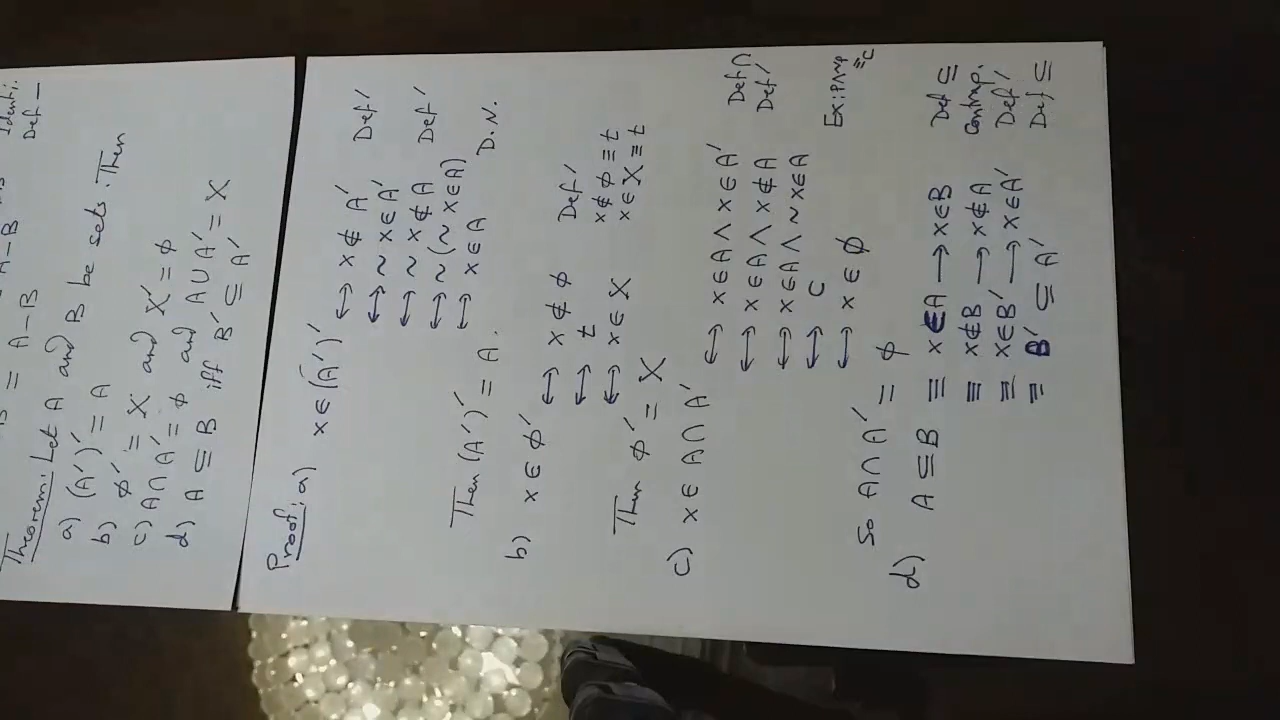 = A-B
Theorem: Let A and B be sets. Then
a) (A')' = A
b) φ' = X and X' = φ
c) A∩A' = φ and A∪A' = X
d) A ⊆ B iff B' ⊆ A'
Proof: a) x∈(A')'
↔ x∉A' Def'
↔ ~ x∈A'
↔ ~ x∉A Def'
↔ ~(~ x∈A)
↔ x∈A D.N.
Then (A')' = A.
b) x∈φ' ↔ x∉φ Def'
↔ t x∉φ≡t
↔ x∈X x∈X≡t
Then φ' = X
c) x∈A∩A' ↔ x∈A ∧ x∈A' Def∩
↔ x∈A ∧ x∉A Def'
↔ x∈A ∧ ~x∈A
↔ C Ex: P∧~p ≡c
↔ x∈φ
So A∩A' = φ
d) A⊆B ≡ x∈A → x∈B Def ⊆
≡ x∉B → x∉A Contrap.
≡ x∈B' → x∈A' Def'
≡ B' ⊆ A' Def ⊆